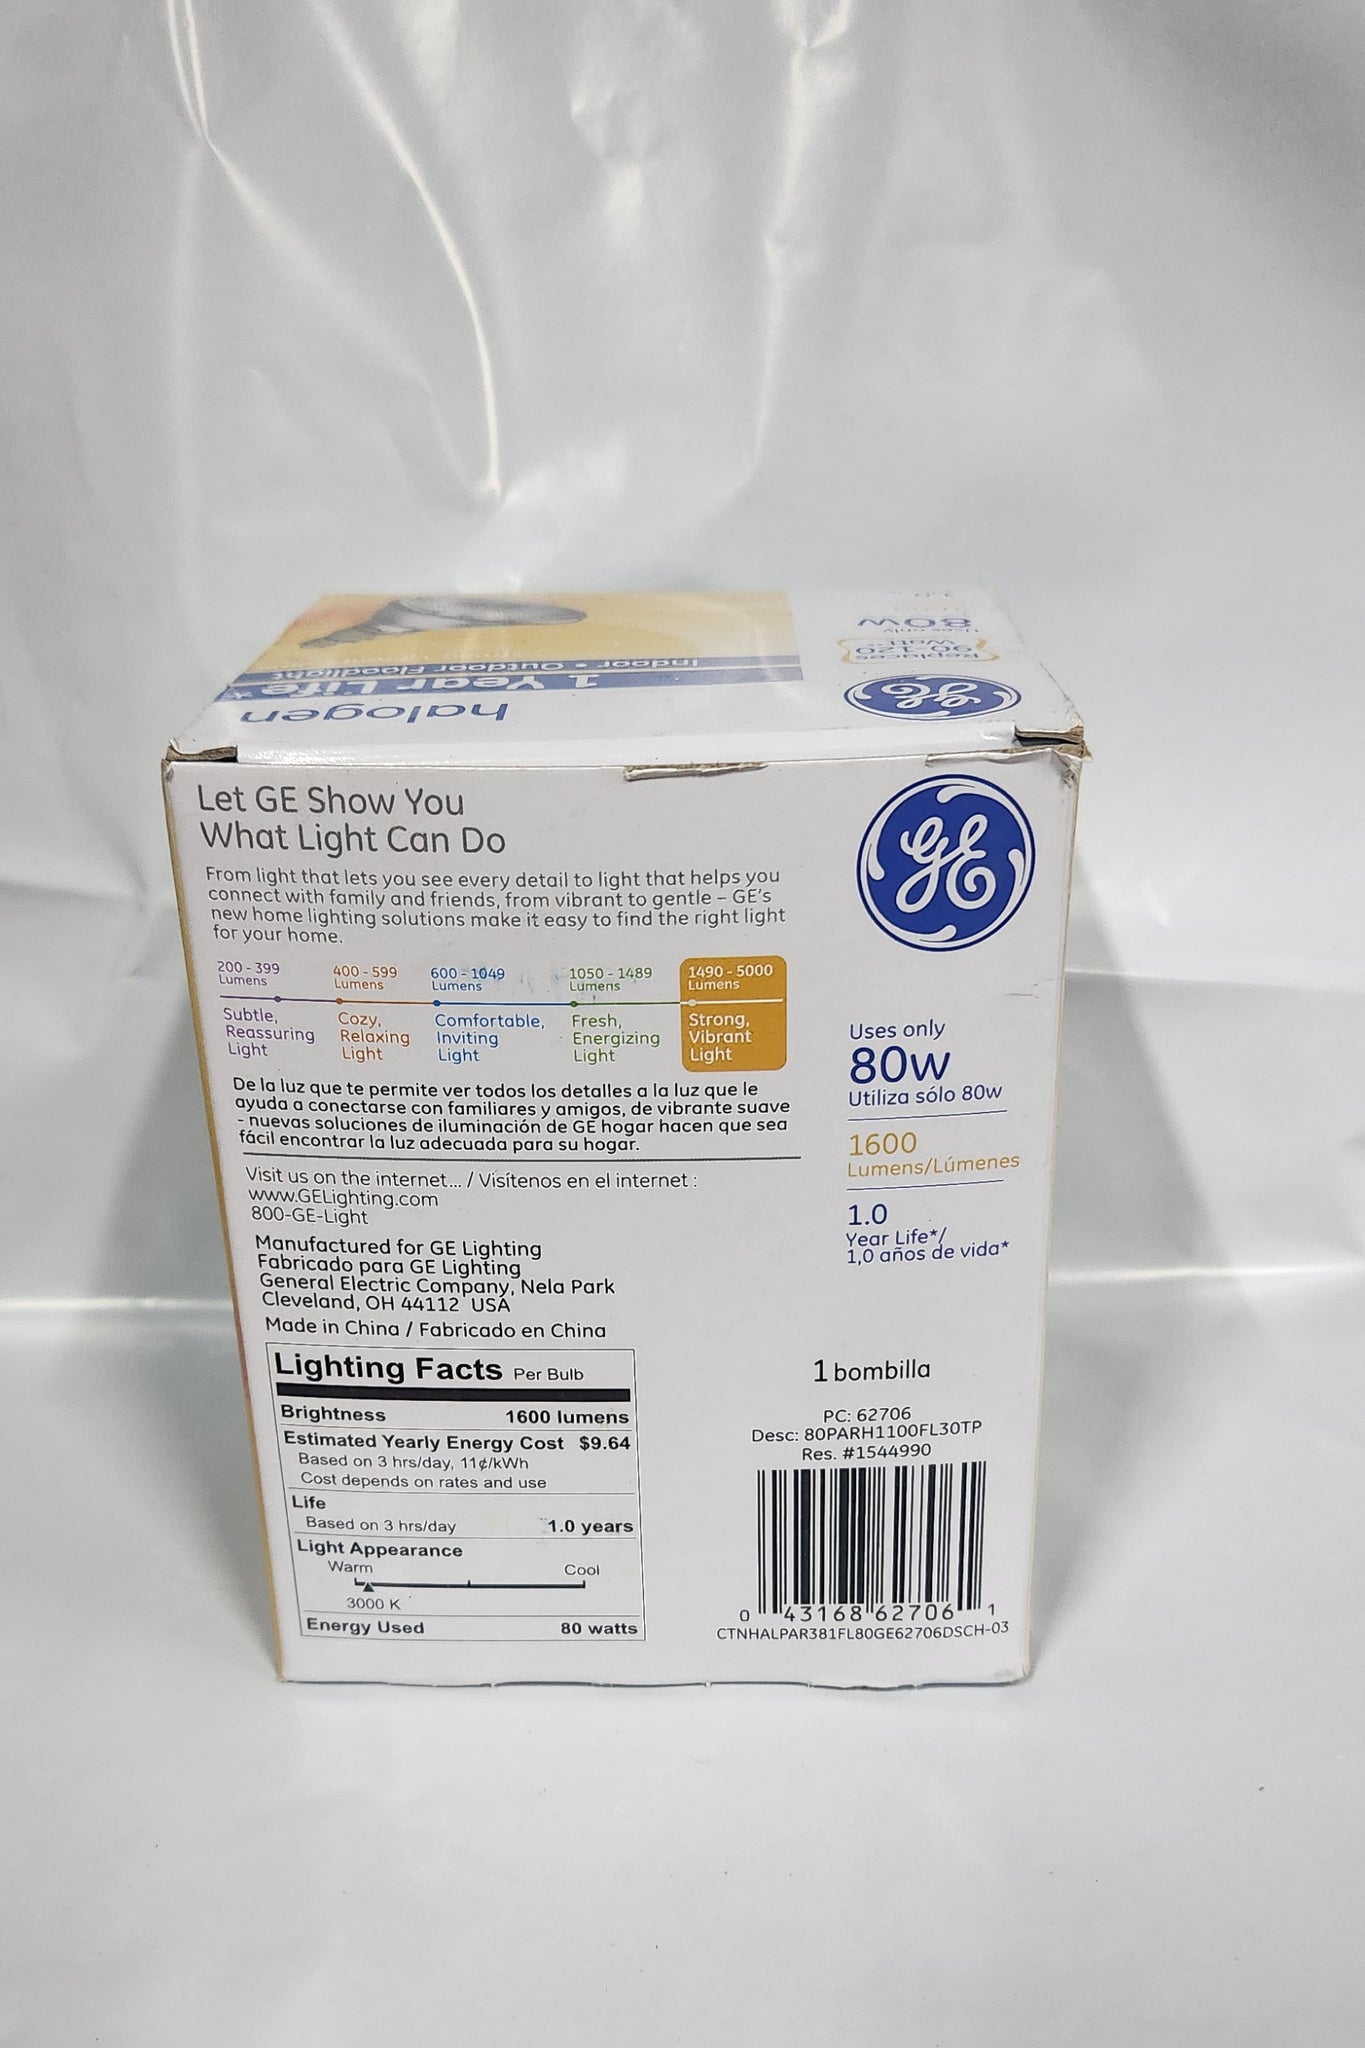 halogen
1 Year Life*
Indoor • Outdoor Floodlight
GE
Replaces
90-120
Watt**
Uses only
80w
Let GE Show You
What Light Can Do
From light that lets you see every detail to light that helps you
connect with family and friends, from vibrant to gentle – GE's
new home lighting solutions make it easy to find the right light
for your home.
200 - 399
Lumens
400 - 599
Lumens
600 - 1049
Lumens
1050 - 1489
Lumens
1490 - 5000
Lumens
Subtle,
Reassuring
Light
Cozy,
Relaxing
Light
Comfortable,
Inviting
Light
Fresh,
Energizing
Light
Strong,
Vibrant
Light
De la luz que te permite ver todos los detalles a la luz que le
ayuda a conectarse con familiares y amigos, de vibrante suave
- nuevas soluciones de iluminación de GE hogar hacen que sea
fácil encontrar la luz adecuada para su hogar.
Visit us on the internet... / Visítenos en el internet :
www.GELighting.com
800-GE-Light
Manufactured for GE Lighting
Fabricado para GE Lighting
General Electric Company, Nela Park
Cleveland, OH 44112 USA
Made in China / Fabricado en China
Lighting Facts Per Bulb
Brightness 1600 lumens
Estimated Yearly Energy Cost $9.64
Based on 3 hrs/day, 11¢/kWh
Cost depends on rates and use
Life
Based on 3 hrs/day 1.0 years
Light Appearance
Warm Cool
3000 K
Energy Used 80 watts
GE
Uses only
80w
Utiliza sólo 80w
1600
Lumens/Lúmenes
1.0
Year Life*/
1,0 años de vida*
1 bombilla
PC: 62706
Desc: 80PARH1100FL30TP
Res. #1544990
0 43168 62706 1
CTNHALPAR381FL80GE62706DSCH-03